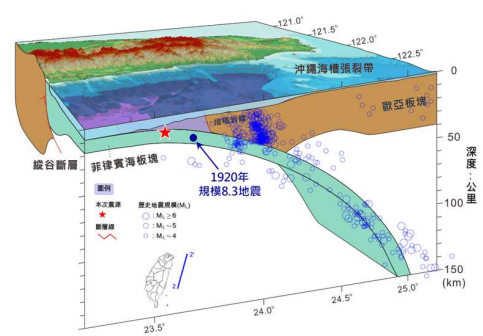 121.0°
121.5°
122.0°
122.5°
沖繩海槽張裂帶
歐亞板塊
0
50
100
150
(km)
深度：公里
縱谷斷層
菲律賓海板塊
1920年
規模8.3地震
圖例
本次震源
斷層線
歷史地震規模(ML)
: ML≥6
: ML~5
: ML~4
2'
2
23.5°
24.0°
24.5°
25.0°